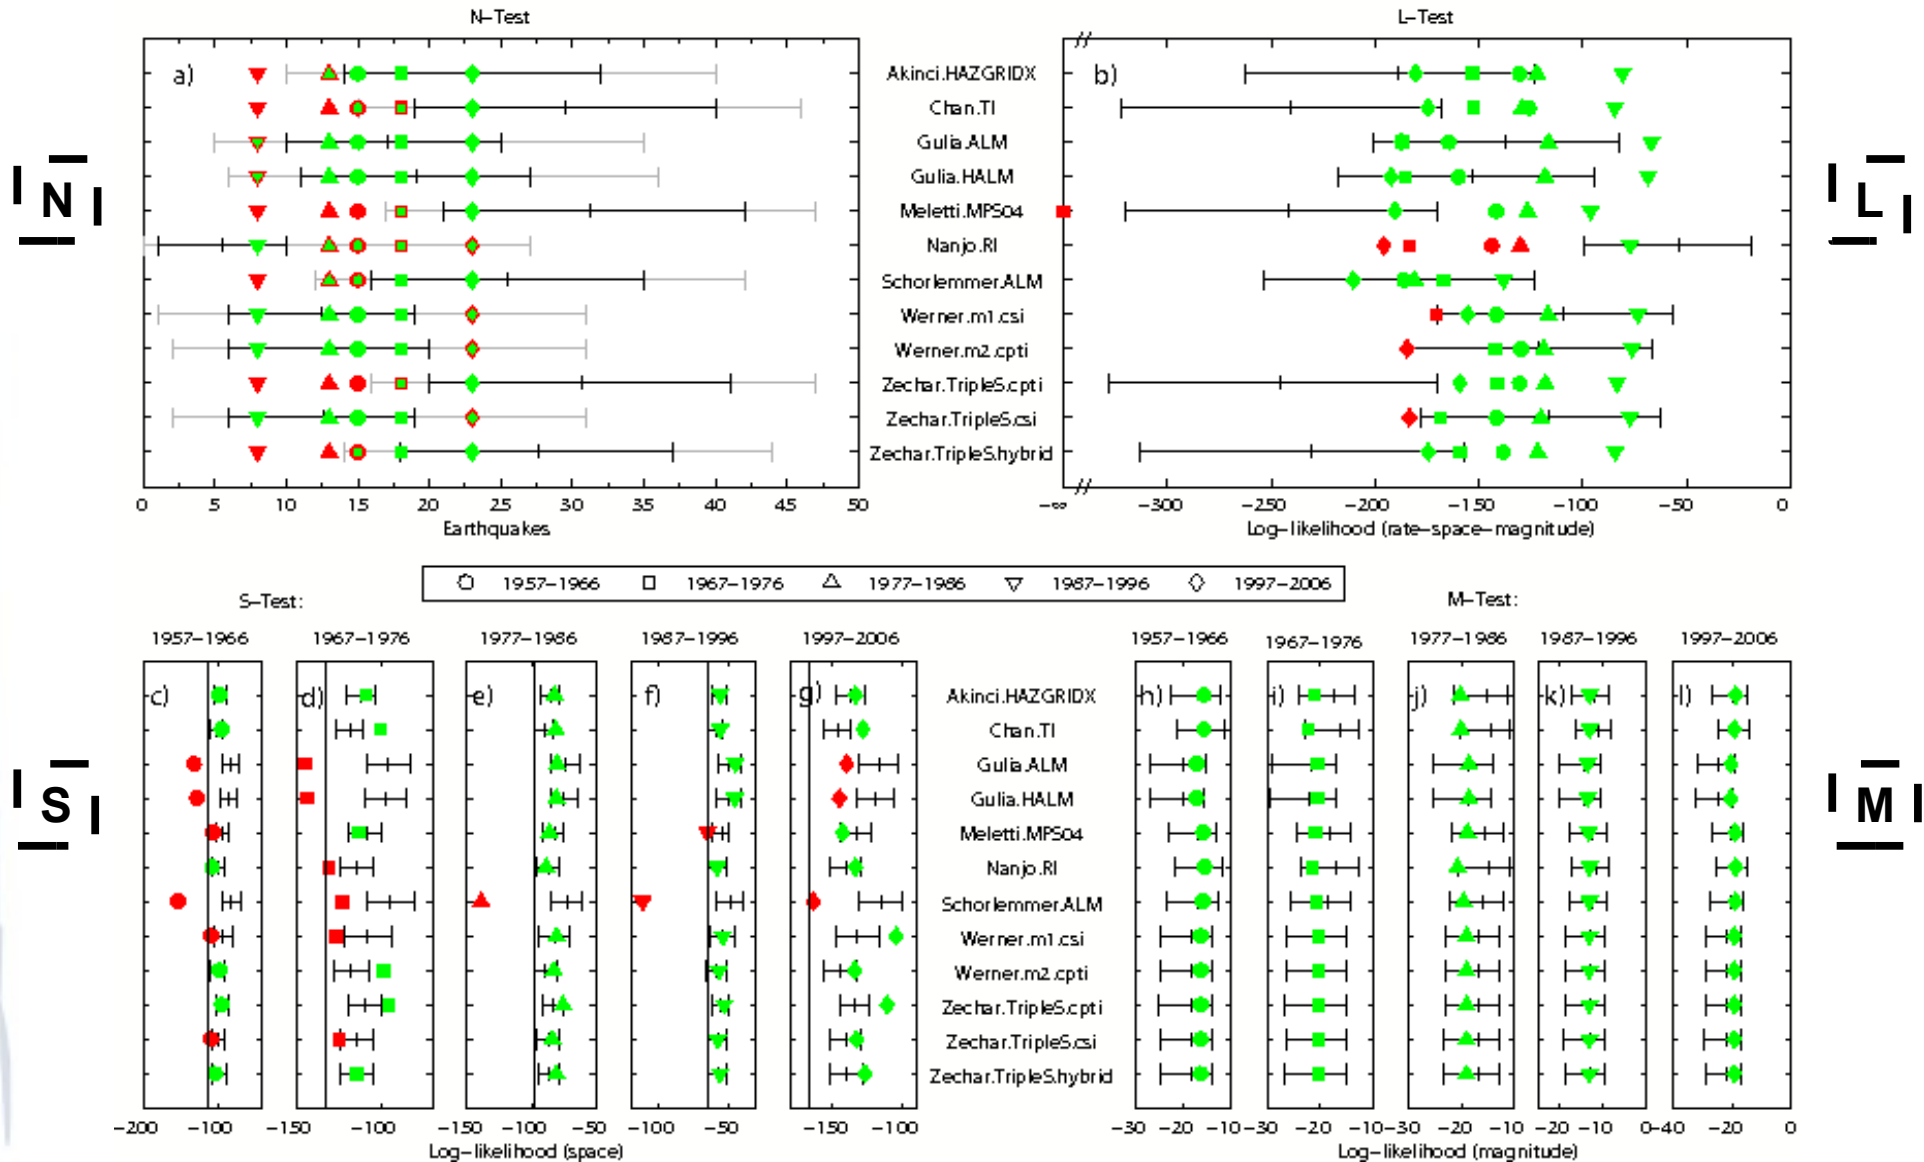 N–Test
L–Test
a)
b)
Akinci.HAZGRIDX
Chan.TI
Gulia.ALM
Gulia.HALM
Meletti.MPS04
Nanjo.RI
Schorlemmer.ALM
Werner.m1.csi
Werner.m2.cpti
Zechar.TripleS.cpti
Zechar.TripleS.csi
Zechar.TripleS.hybrid
N
L
0 5 10 15 20 25 30 35 40 45 50
Earthquakes
−∞ −300 −250 −200 −150 −100 −50 0
Log–likelihood (rate–space–magnitude)
1957–1966 1967–1976 1977–1986 1987–1996 1997–2006
S–Test:
M–Test:
1957–1966 1967–1976 1977–1986 1987–1996 1997–2006
1957–1966 1967–1976 1977–1986 1987–1996 1997–2006
c) d) e) f) g)
h) i) j) k) l)
Akinci.HAZGRIDX
Chan.TI
Gulia.ALM
Gulia.HALM
Meletti.MPS04
Nanjo.RI
Schorlemmer.ALM
Werner.m1.csi
Werner.m2.cpti
Zechar.TripleS.cpti
Zechar.TripleS.csi
Zechar.TripleS.hybrid
S
M
−200 −100 −150 −100 −100 −50 −100 −50 −150 −100
−30 −20 −10 −30 −20 −10 −30 −20 −10 −20 −10 0 −40 −20 0
Log–likelihood (space)
Log–likelihood (magnitude)